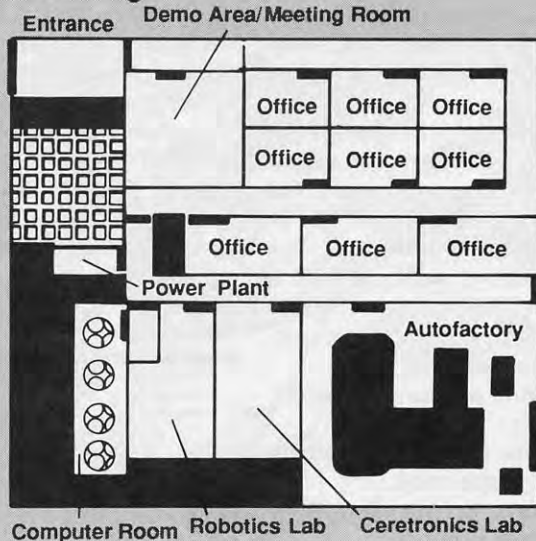 Demo Area/Meeting Room
Entrance
Office Office Office
Office Office Office
Office Office Office
Power Plant
Autofactory
Computer Room Robotics Lab Ceretronics Lab